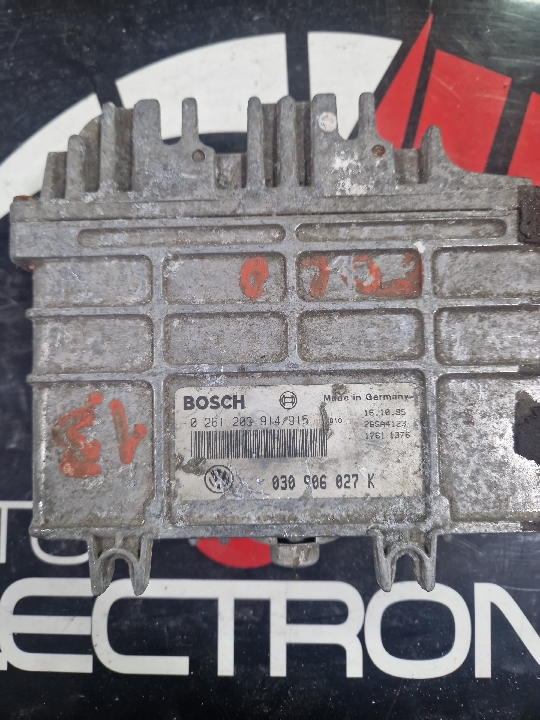 BOSCH
Made in Germany
0 261 203 914/915
16.10.95
26SA4123
1761 1376
030 906 027 K
13
ECTRON